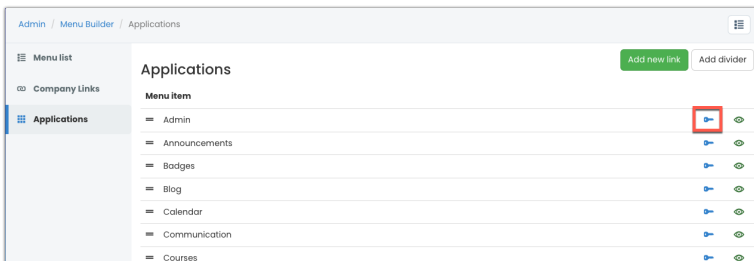 Admin / Menu Builder / Applications
Menu list
Company Links
Applications
Applications
Add new link
Add divider
Menu item
Admin
Announcements
Badges
Blog
Calendar
Communication
Courses